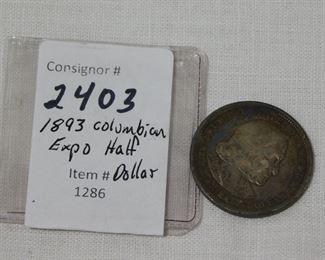 Consignor #
2403
1893 Columbian
Expo Half
Item # Dollar
1286